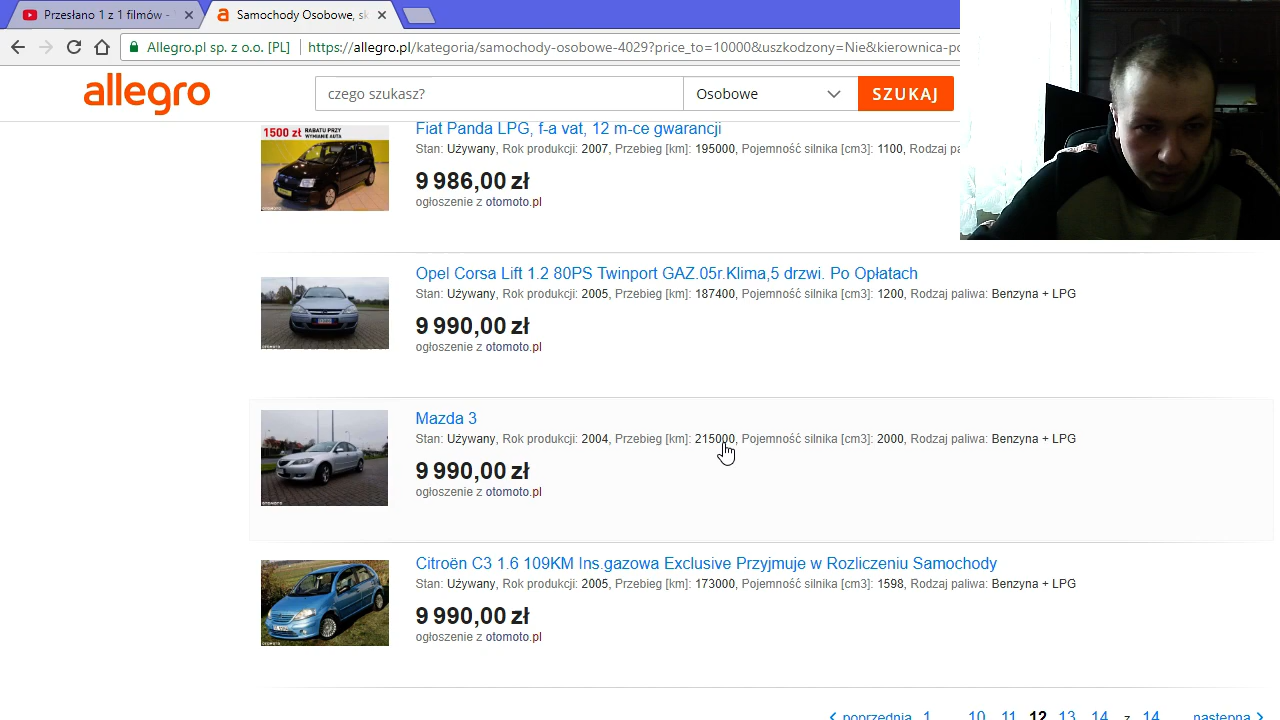 Przesłano 1 z 1 filmów -
Samochody Osobowe, sk
Allegro.pl sp. z o.o. [PL]
https://allegro.pl/kategoria/samochody-osobowe-4029?price_to=10000&uszkodzony=Nie&kierownica-po
allegro
czego szukasz?
Osobowe
SZUKAJ
1500 zł RABATU PRZY
WYMIANIE AUTA
Fiat Panda LPG, f-a vat, 12 m-ce gwarancji
Stan: Używany, Rok produkcji: 2007, Przebieg [km]: 195000, Pojemność silnika [cm3]: 1100, Rodzaj pa
9 986,00 zł
ogłoszenie z otomoto.pl
Opel Corsa Lift 1.2 80PS Twinport GAZ.05r.Klima,5 drzwi. Po Opłatach
Stan: Używany, Rok produkcji: 2005, Przebieg [km]: 187400, Pojemność silnika [cm3]: 1200, Rodzaj paliwa: Benzyna + LPG
9 990,00 zł
ogłoszenie z otomoto.pl
Mazda 3
Stan: Używany, Rok produkcji: 2004, Przebieg [km]: 215000, Pojemność silnika [cm3]: 2000, Rodzaj paliwa: Benzyna + LPG
9 990,00 zł
ogłoszenie z otomoto.pl
Citroën C3 1.6 109KM Ins.gazowa Exclusive Przyjmuje w Rozliczeniu Samochody
Stan: Używany, Rok produkcji: 2005, Przebieg [km]: 173000, Pojemność silnika [cm3]: 1598, Rodzaj paliwa: Benzyna + LPG
9 990,00 zł
ogłoszenie z otomoto.pl
poprzednia 1 ... 10 11 12 13 14 z 14 następna